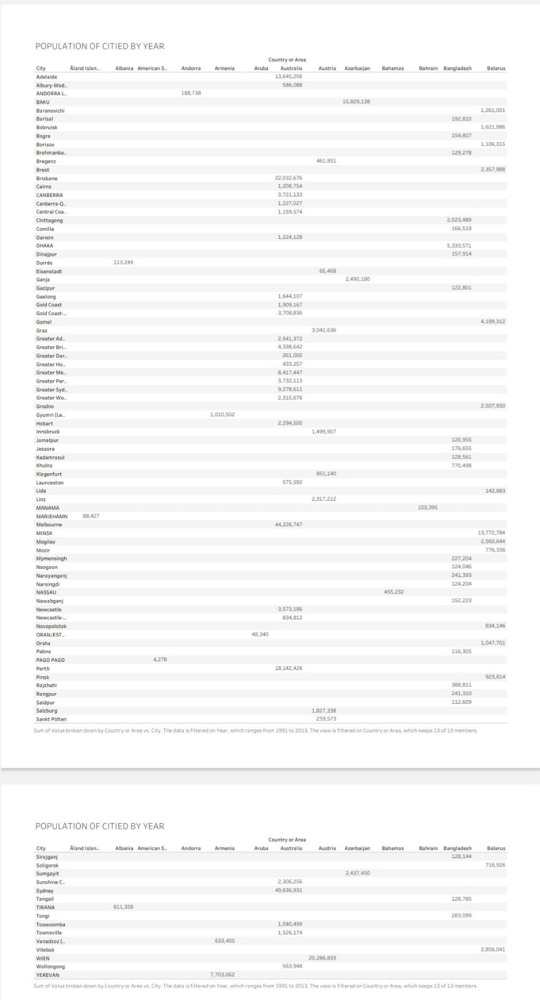 POPULATION OF CITIED BY YEAR
Country or Area
City Åland Islan.. Albania American S.. Andorra Armenia Aruba Australia Austria Azerbaijan Bahamas Bahrain Bangladesh Belarus
Adelaide 13,645,206
Albury-Wod.. 586,088
ANDORRA L.. 188,738
BAKU 15,829,138
Baranovichi 1,261,001
Barisal 192,810
Bobruisk 1,621,986
Bogra 154,807
Borisov 1,106,315
Brahmanba.. 129,278
Bregenz 461,951
Brest 2,357,988
Brisbane 22,032,676
Cairns 1,208,754
CANBERRA 3,721,133
Canberra-Q.. 1,227,027
Central Coa.. 1,159,574
Chittagong 2,023,489
Comilla 166,519
Darwin 1,224,128
DHAKA 5,333,571
Dinajpur 157,914
Durrës 113,249
Eisenstadt 65,468
Ganja 2,490,180
Gazipur 122,801
Geelong 1,644,107
Gold Coast 1,909,167
Gold Coast-.. 3,708,836
Gomel 4,199,312
Graz 3,042,636
Greater Ad.. 2,541,372
Greater Bri.. 4,338,642
Greater Dar.. 261,000
Greater Ho.. 433,257
Greater Me.. 8,417,447
Greater Per.. 3,732,113
Greater Syd.. 9,278,611
Greater Wo.. 2,315,676
Grodno 2,507,950
Gyumri (Le.. 1,010,502
Hobart 2,294,500
Innsbruck 1,499,907
Jamalpur 120,955
Jessore 176,655
Kadamrasul 128,561
Khulna 770,498
Klagenfurt 851,140
Launceston 575,592
Lida 142,883
Linz 2,317,212
MANAMA 153,395
MARIEHAMN 88,427
Melbourne 44,226,747
MINSK 13,772,784
Mogilev 2,560,644
Mozir 776,336
Mymensingh 227,204
Naogaon 124,046
Narayanganj 241,393
Narsingdi 124,204
NASSAU 455,232
Nawabganj 152,223
Newcastle 3,573,186
Newcastle-.. 834,812
Novopolotsk 834,146
ORANJEST.. 48,340
Orsha 1,047,701
Pabna 116,305
PAGO PAGO 4,278
Perth 18,142,426
Pinsk 923,814
Rajshahi 388,811
Rangpur 241,310
Saidpur 112,609
Salzburg 1,827,338
Sankt Pölten 259,573
Sum of Value broken down by Country or Area vs. City. The data is filtered on Year, which ranges from 1991 to 2013. The view is filtered on Country or Area, which keeps 13 of 13 members.
POPULATION OF CITIED BY YEAR
Country or Area
City Åland Islan.. Albania American S.. Andorra Armenia Aruba Australia Austria Azerbaijan Bahamas Bahrain Bangladesh Belarus
Sirajganj 128,144
Soligorsk 716,926
Sumgayit 2,437,450
Sunshine C.. 2,306,256
Sydney 49,636,931
Tangail 128,785
TIRANA 811,358
Tongi 283,099
Toowoomba 1,040,499
Townsville 1,526,174
Vanadzoz (.. 633,405
Vitebsk 2,856,041
WIEN 20,286,833
Wollongong 563,948
YEREVAN 7,703,062
Sum of Value broken down by Country or Area vs. City. The data is filtered on Year, which ranges from 1991 to 2013. The view is filtered on Country or Area, which keeps 13 of 13 members.